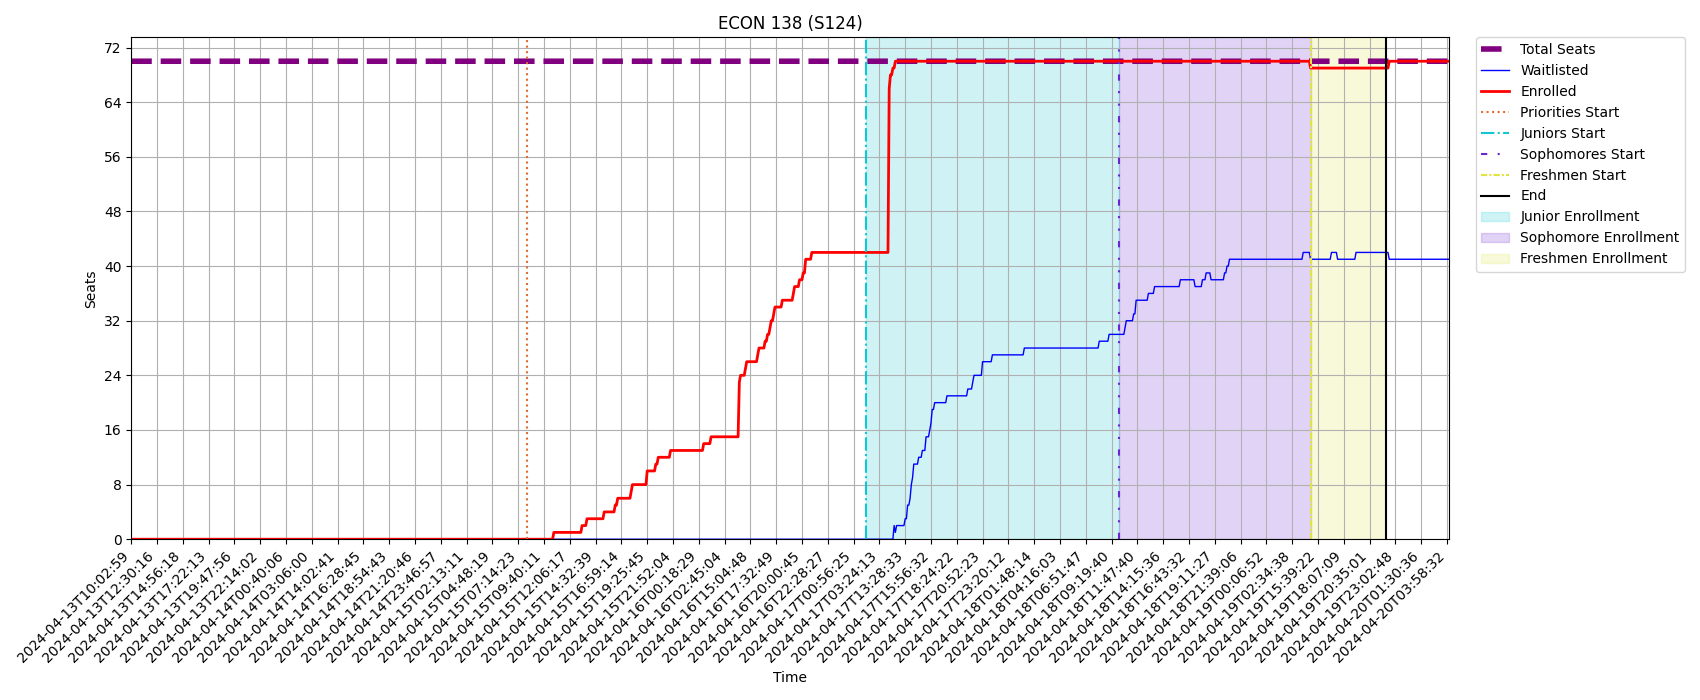 ECON 138 (S124)
72
64
56
48
40
32
24
16
8
0
Seats
2024-04-13T10:02:59
2024-04-13T12:30:16
2024-04-13T14:56:18
2024-04-13T17:22:13
2024-04-13T19:47:56
2024-04-13T22:14:02
2024-04-14T00:40:06
2024-04-14T03:06:00
2024-04-14T14:02:41
2024-04-14T16:28:45
2024-04-14T18:54:43
2024-04-14T21:20:46
2024-04-14T23:46:57
2024-04-15T02:13:11
2024-04-15T04:48:19
2024-04-15T07:14:23
2024-04-15T09:40:11
2024-04-15T12:06:17
2024-04-15T14:32:39
2024-04-15T16:59:14
2024-04-15T19:25:45
2024-04-15T21:52:04
2024-04-16T00:18:29
2024-04-16T02:45:04
2024-04-16T15:04:48
2024-04-16T17:32:49
2024-04-16T20:00:45
2024-04-16T22:28:27
2024-04-17T00:56:25
2024-04-17T03:24:13
2024-04-17T13:28:33
2024-04-17T15:56:32
2024-04-17T18:24:22
2024-04-17T20:52:23
2024-04-17T23:20:12
2024-04-18T01:48:14
2024-04-18T04:16:03
2024-04-18T06:51:47
2024-04-18T09:19:40
2024-04-18T11:47:40
2024-04-18T14:15:36
2024-04-18T16:43:32
2024-04-18T19:11:27
2024-04-18T21:39:06
2024-04-19T00:06:52
2024-04-19T02:34:38
2024-04-19T15:39:22
2024-04-19T18:07:09
2024-04-19T20:35:01
2024-04-19T23:02:48
2024-04-20T01:30:36
2024-04-20T03:58:32
Time
Total Seats
Waitlisted
Enrolled
Priorities Start
Juniors Start
Sophomores Start
Freshmen Start
End
Junior Enrollment
Sophomore Enrollment
Freshmen Enrollment